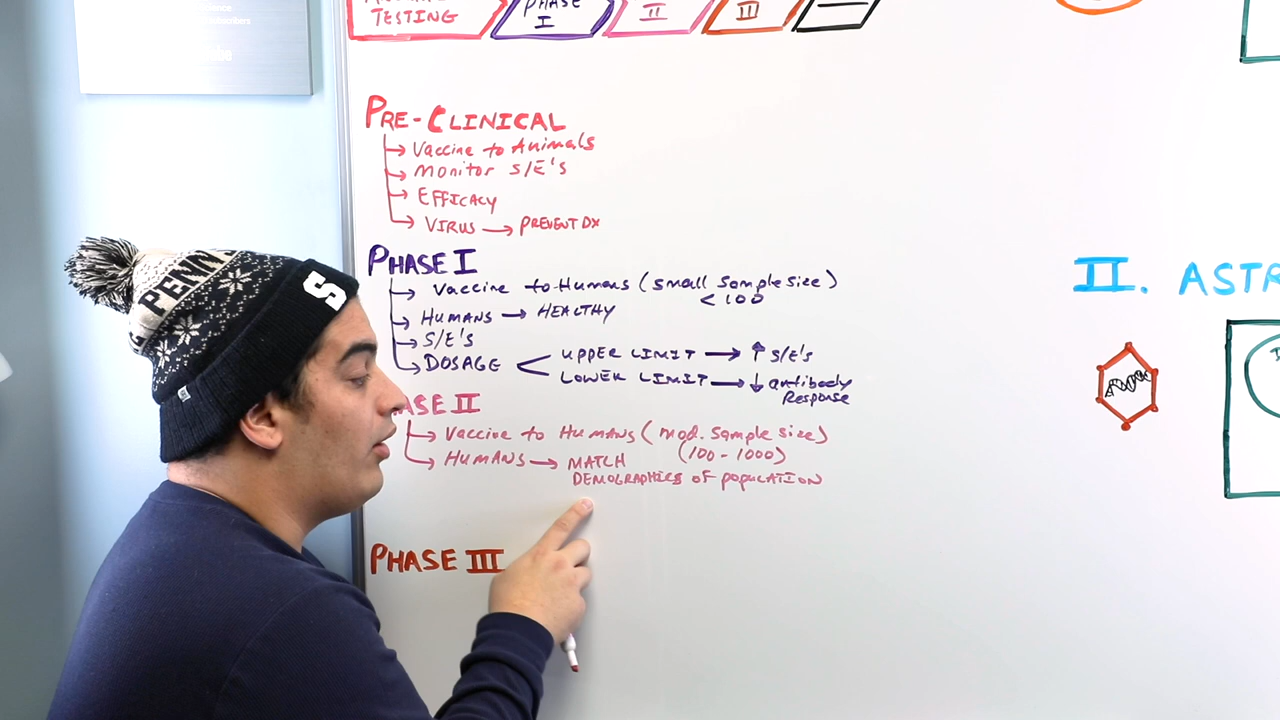 TESTING
PHASE
I
II
III
PRE-CLINICAL
Vaccine to Animals
Monitor S/E's
EFFICACY
VIRUS → PREVENT DX
PHASE I
Vaccine to Humans (small sample size)
< 100
HUMANS → HEALTHY
S/E's
DOSAGE < UPPER LIMIT → ↑ S/E's
LOWER LIMIT → ↓ antibody
Response
ASE II
Vaccine to HUMANS (mod. sample size)
(100 - 1000)
HUMANS → MATCH
DEMOGRAPHICS of POPULATION
PHASE III
II. ASTR
PENN
S